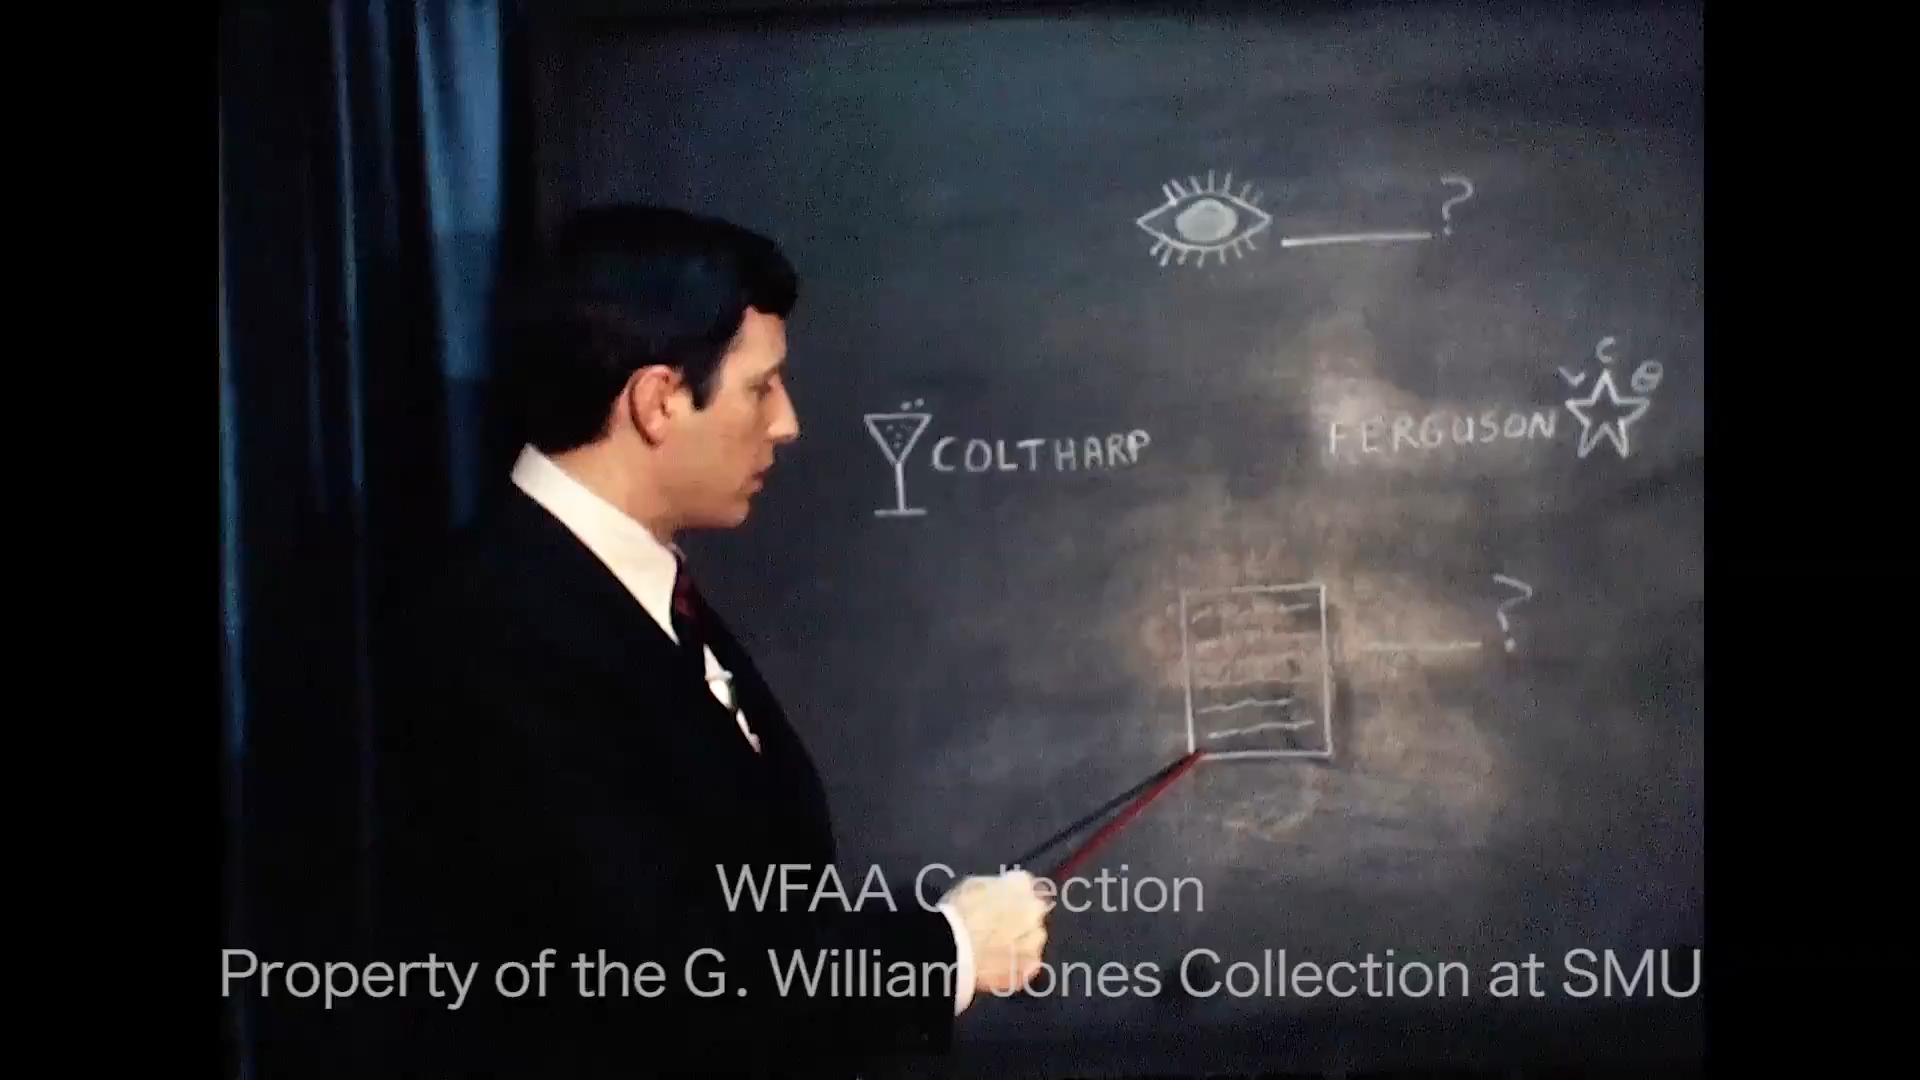 ?
COLTHARP
C
FERGUSON
?
WFAA Collection
Property of the G. William Jones Collection at SMU